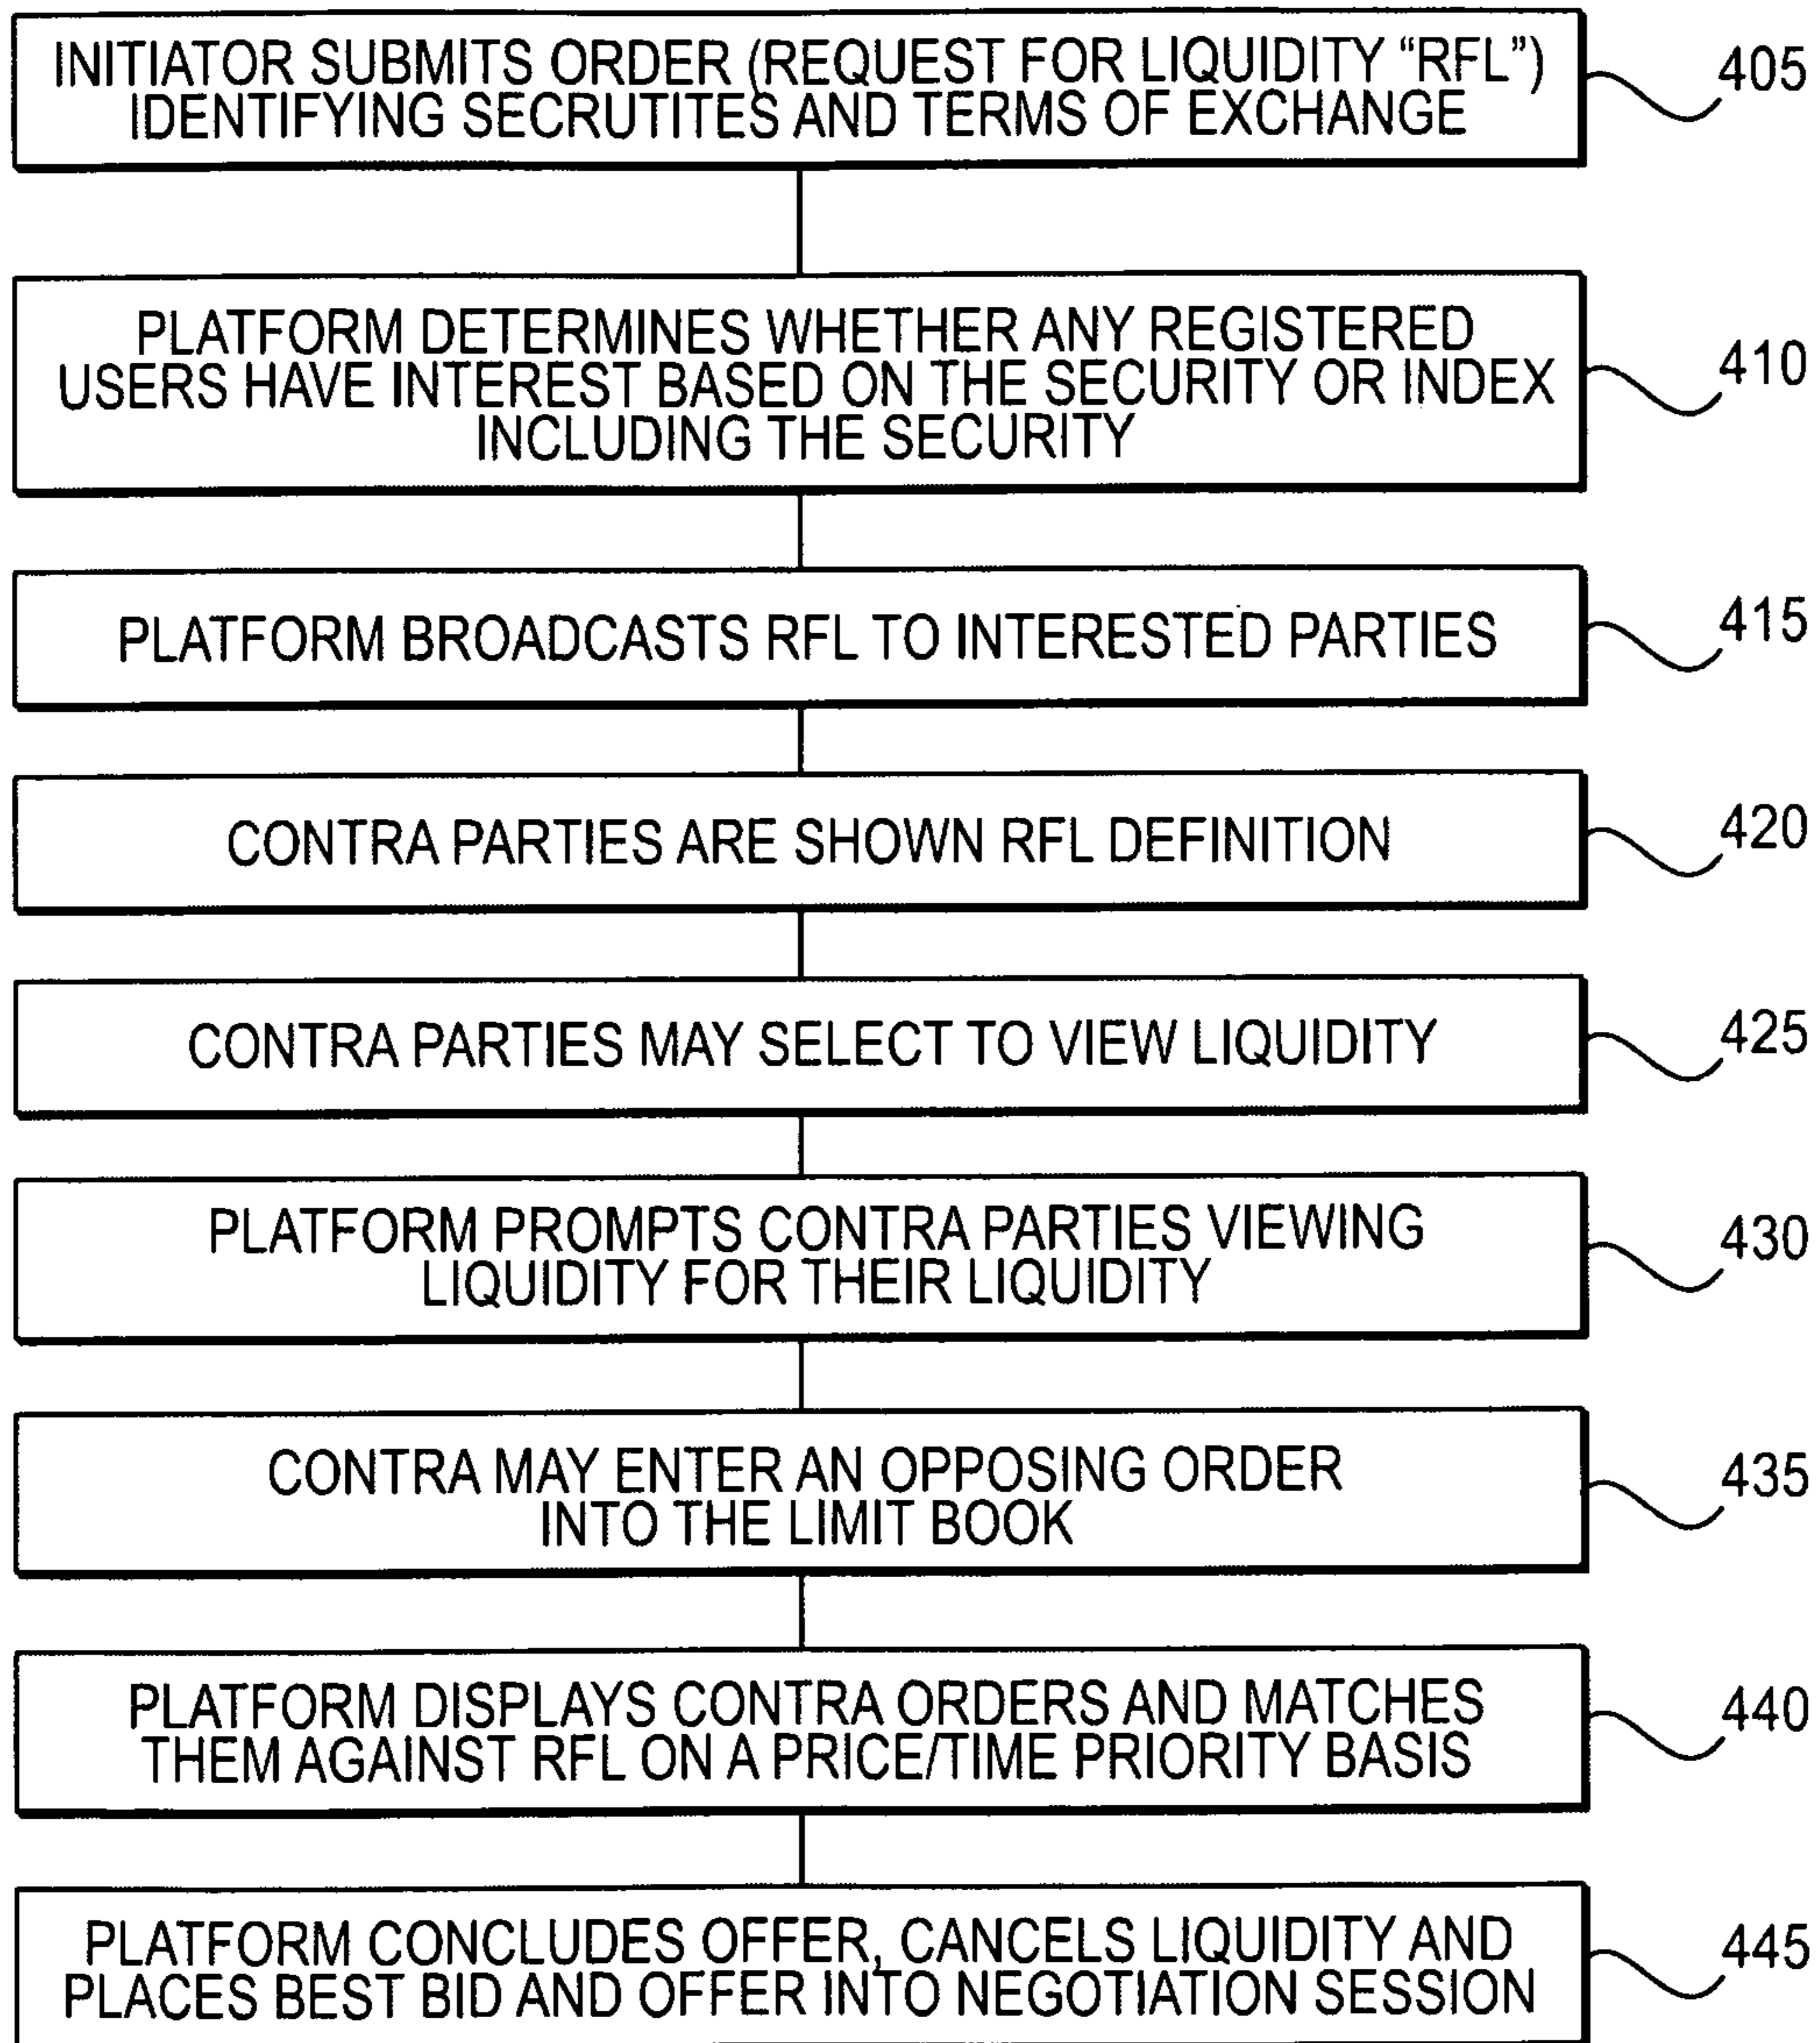 INITIATOR SUBMITS ORDER (REQUEST FOR LIQUIDITY “RFL”)
IDENTIFYING SECRUTITES AND TERMS OF EXCHANGE
405
PLATFORM DETERMINES WHETHER ANY REGISTERED
USERS HAVE INTEREST BASED ON THE SECURITY OR INDEX
INCLUDING THE SECURITY
410
PLATFORM BROADCASTS RFL TO INTERESTED PARTIES
415
CONTRA PARTIES ARE SHOWN RFL DEFINITION
420
CONTRA PARTIES MAY SELECT TO VIEW LIQUIDITY
425
PLATFORM PROMPTS CONTRA PARTIES VIEWING
LIQUIDITY FOR THEIR LIQUIDITY
430
CONTRA MAY ENTER AN OPPOSING ORDER
INTO THE LIMIT BOOK
435
PLATFORM DISPLAYS CONTRA ORDERS AND MATCHES
THEM AGAINST RFL ON A PRICE/TIME PRIORITY BASIS
440
PLATFORM CONCLUDES OFFER, CANCELS LIQUIDITY AND
PLACES BEST BID AND OFFER INTO NEGOTIATION SESSION
445